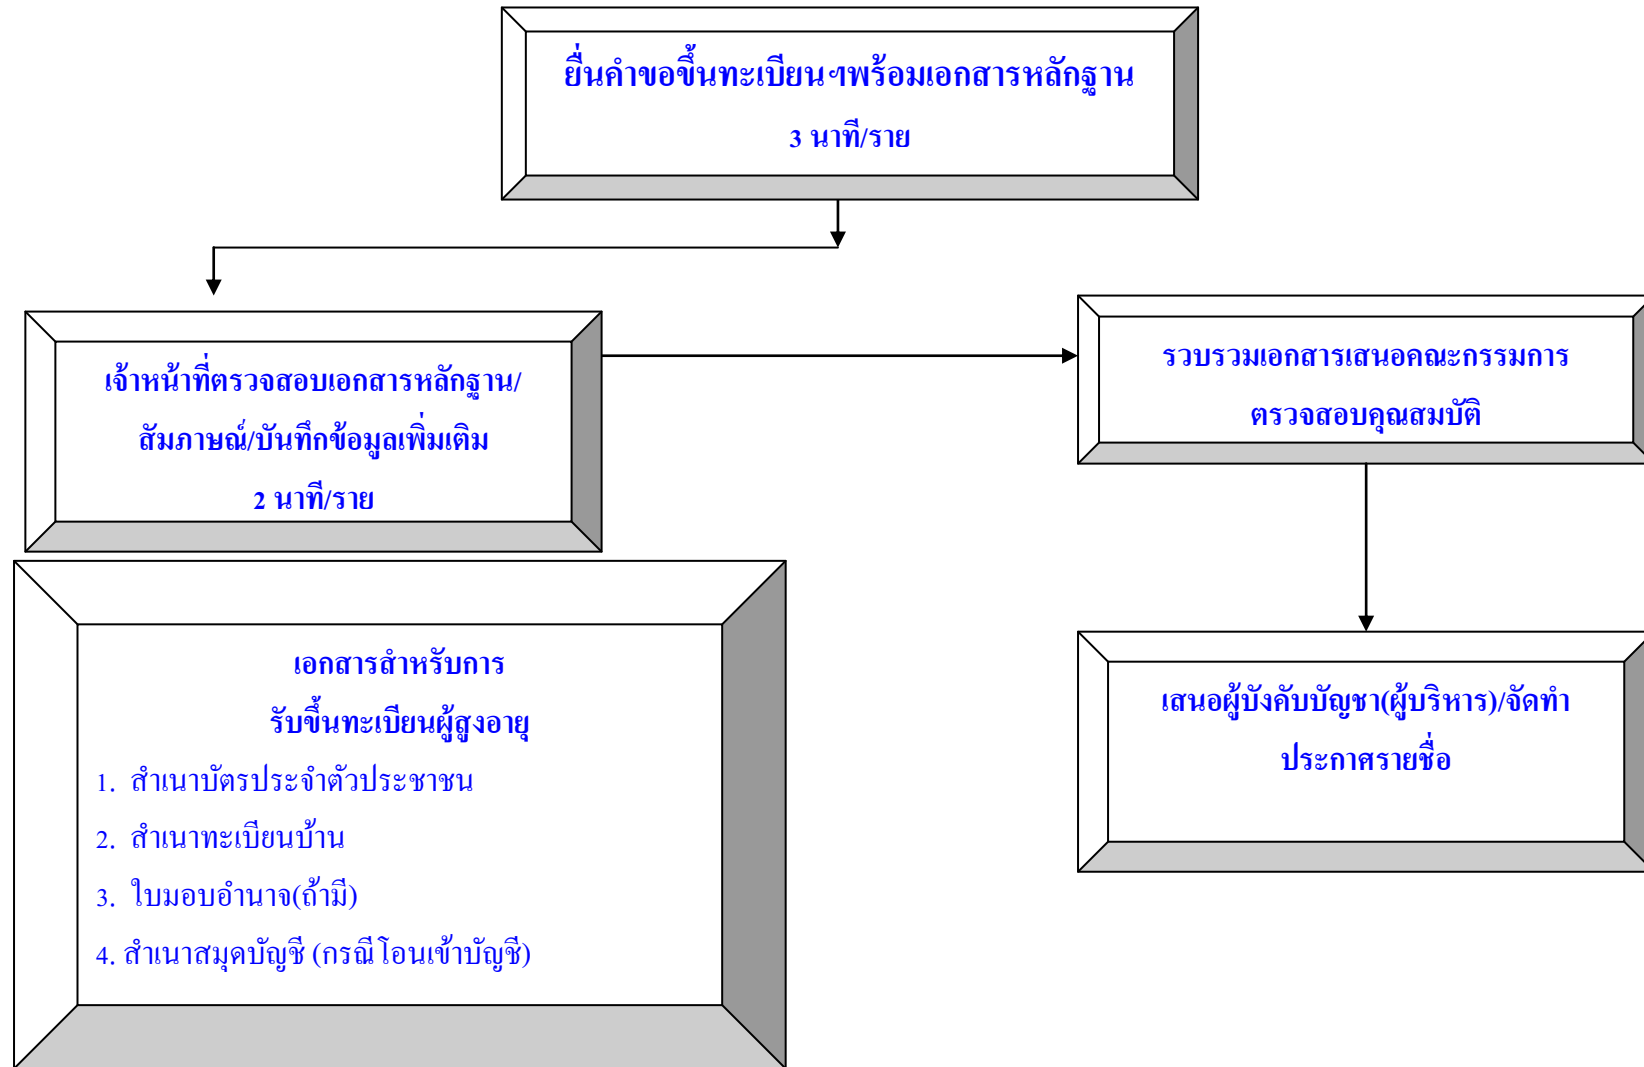 ยื่นคำขอขึ้นทะเบียนฯพร้อมเอกสารหลักฐาน
3 นาที/ราย
เจ้าหน้าที่ตรวจสอบเอกสารหลักฐาน/
สัมภาษณ์/บันทึกข้อมูลเพิ่มเติม
2 นาที/ราย
รวบรวมเอกสารเสนอคณะกรรมการ
ตรวจสอบคุณสมบัติ
เอกสารสำหรับการ
รับขึ้นทะเบียนผู้สูงอายุ
1. สำเนาบัตรประจำตัวประชาชน
2. สำเนาทะเบียนบ้าน
3. ใบมอบอำนาจ(ถ้ามี)
4. สำเนาสมุดบัญชี (กรณีโอนเข้าบัญชี)
เสนอผู้บังคับบัญชา(ผู้บริหาร)/จัดทำ
ประกาศรายชื่อ